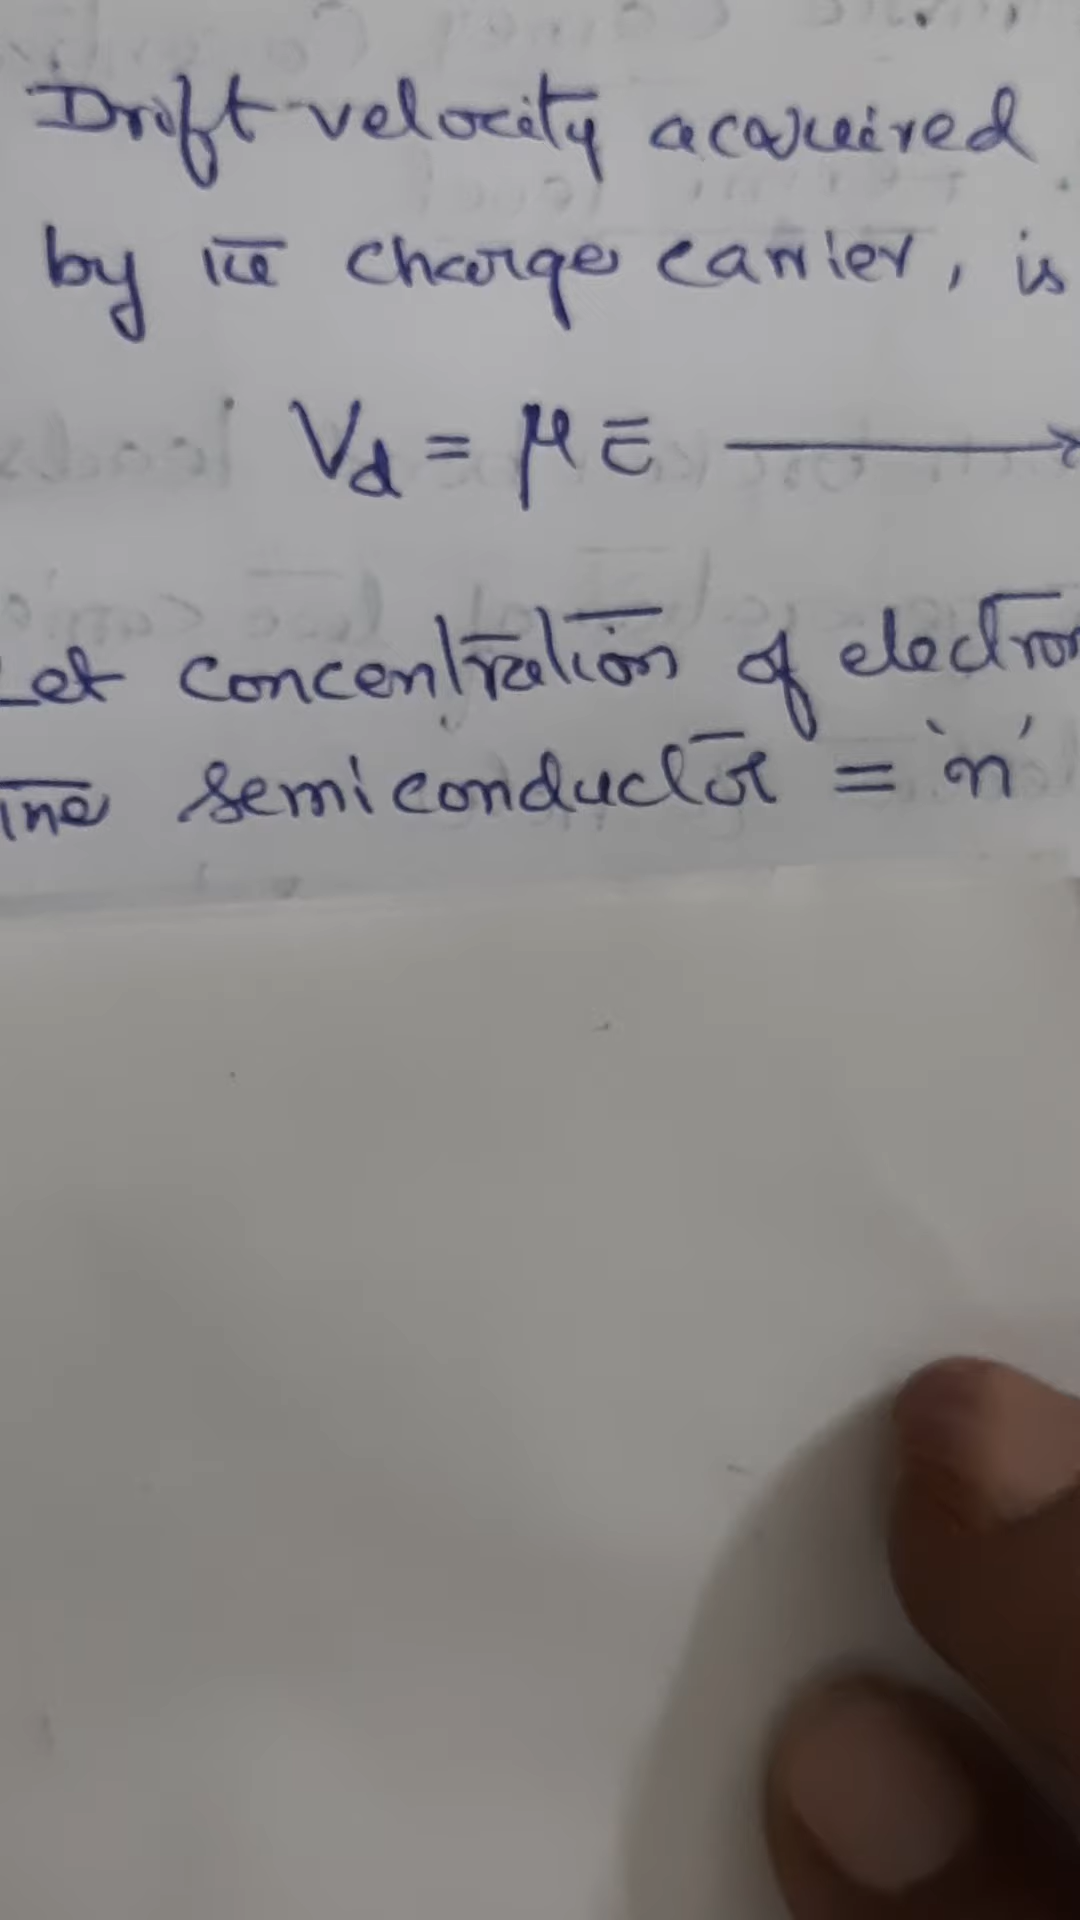 Drift velocity acquired
by the charge carrier, is
Vd = μE →
Let concentration of electron
the semiconductor = 'n'